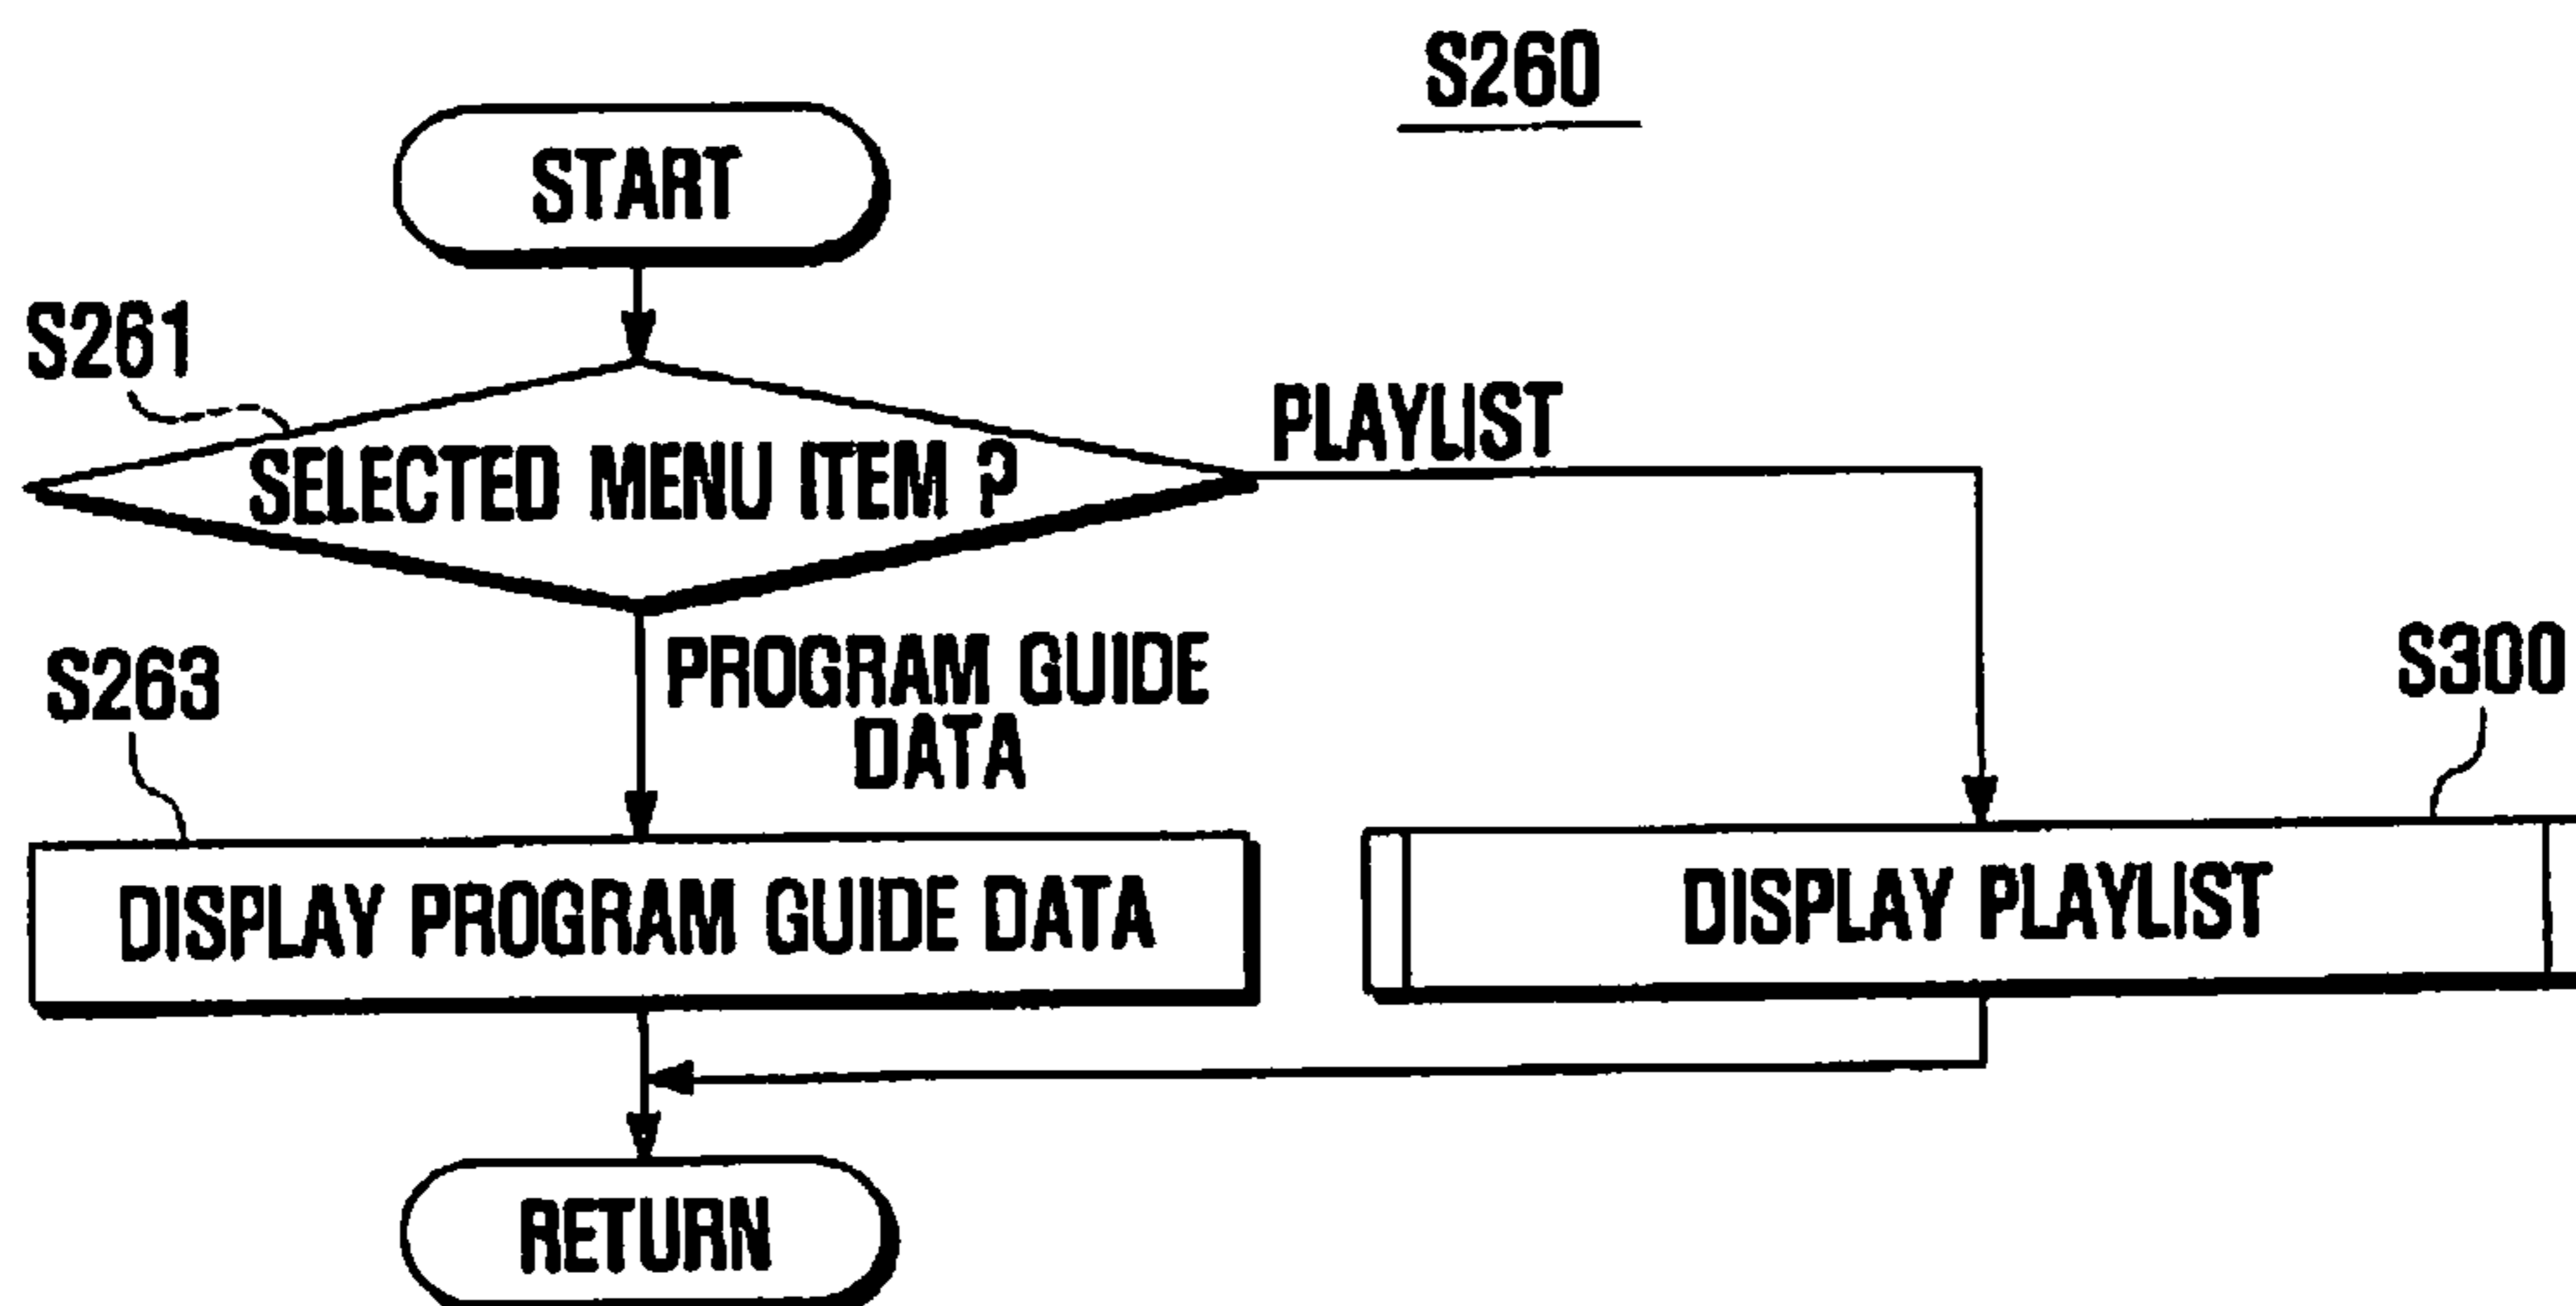 S260
START
S261
SELECTED MENU ITEM ?
PLAYLIST
PROGRAM GUIDE
DATA
S263
S300
DISPLAY PROGRAM GUIDE DATA
DISPLAY PLAYLIST
RETURN